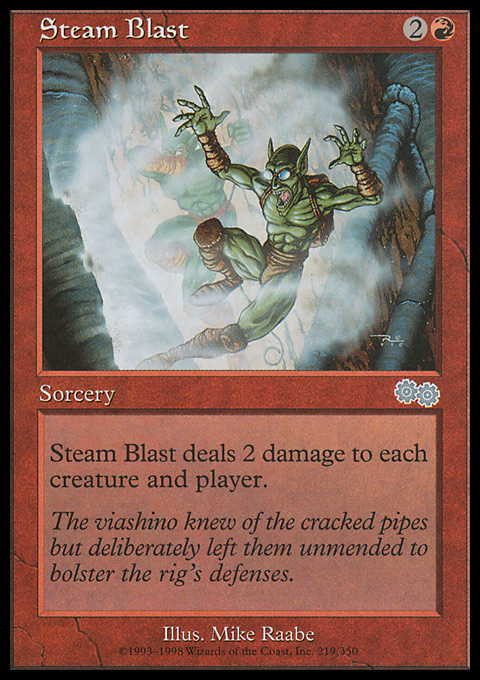 Steam Blast 2
Sorcery
Steam Blast deals 2 damage to each
creature and player.
The viashino knew of the cracked pipes
but deliberately left them unmended to
bolster the rig's defenses.
Illus. Mike Raabe
©1993–1998 Wizards of the Coast, Inc. 219/350